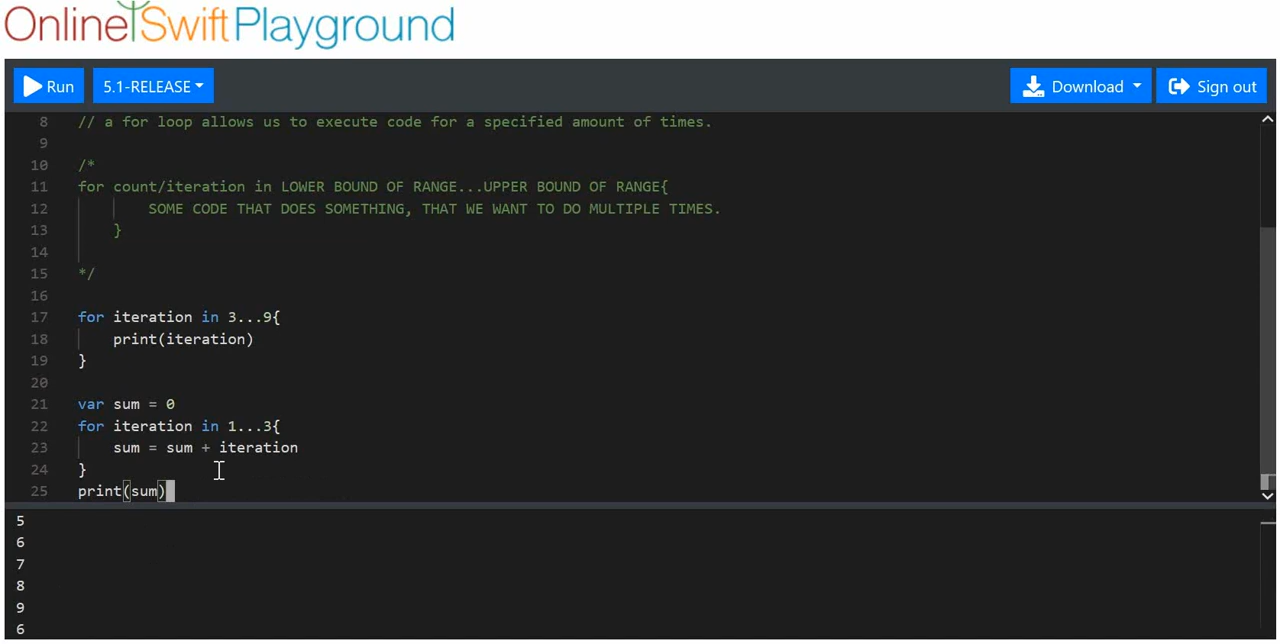 Online Swift Playground
Run 5.1-RELEASE Download Sign out
8 // a for loop allows us to execute code for a specified amount of times.
9
10 /*
11 for count/iteration in LOWER BOUND OF RANGE...UPPER BOUND OF RANGE{
12 SOME CODE THAT DOES SOMETHING, THAT WE WANT TO DO MULTIPLE TIMES.
13 }
14
15 */
16
17 for iteration in 3...9{
18 print(iteration)
19 }
20
21 var sum = 0
22 for iteration in 1...3{
23 sum = sum + iteration
24 }
25 print(sum)
5
6
7
8
9
6